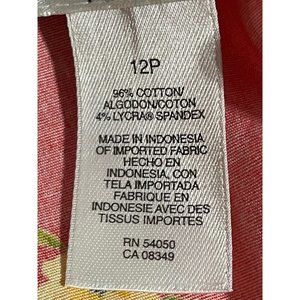 12P
96% COTTON/
ALGODON/COTON
4% LYCRA® SPANDEX
MADE IN INDONESIA
OF IMPORTED FABRIC
HECHO EN
INDONESIA, CON
TELA IMPORTADA
FABRIQUE EN
INDONESIE AVEC DES
TISSUS IMPORTES
RN 54050
CA 08349